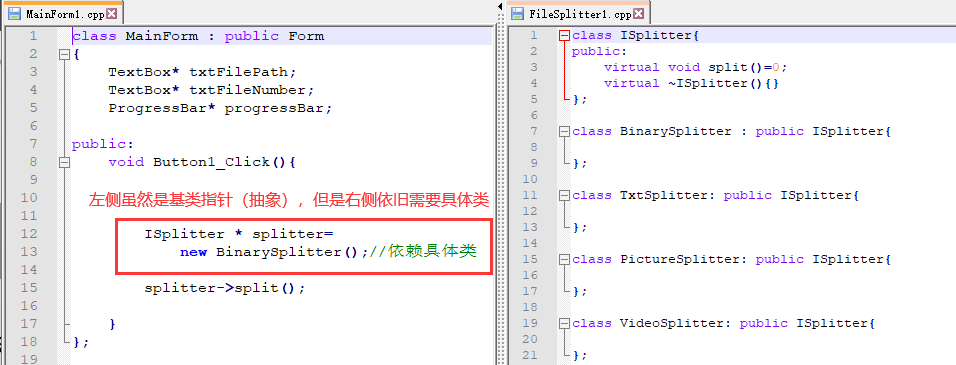 MainForm1.cpp
1 class MainForm : public Form
2 {
3 TextBox* txtFilePath;
4 TextBox* txtFileNumber;
5 ProgressBar* progressBar;
6
7 public:
8 void Button1_Click(){
9
10 左侧虽然是基类指针（抽象），但是右侧依旧需要具体类
11
12 ISplitter * splitter=
13 new BinarySplitter();//依赖具体类
14
15 splitter->split();
16
17 }
18 };
19
FileSplitter1.cpp
1 class ISplitter{
2 public:
3 virtual void split()=0;
4 virtual ~ISplitter(){}
5 };
6
7 class BinarySplitter : public ISplitter{
8
9 };
10
11 class TxtSplitter: public ISplitter{
12
13 };
14
15 class PictureSplitter: public ISplitter{
16
17 };
18
19 class VideoSplitter: public ISplitter{
20
21 };